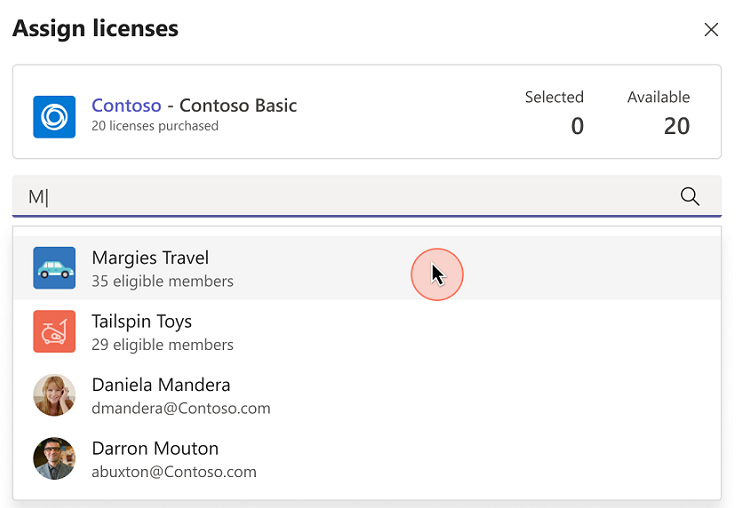 Assign licenses
Contoso - Contoso Basic
20 licenses purchased
Selected
0
Available
20
M
Margies Travel
35 eligible members
Tailspin Toys
29 eligible members
Daniela Mandera
dmandera@Contoso.com
Darron Mouton
abuxton@Contoso.com